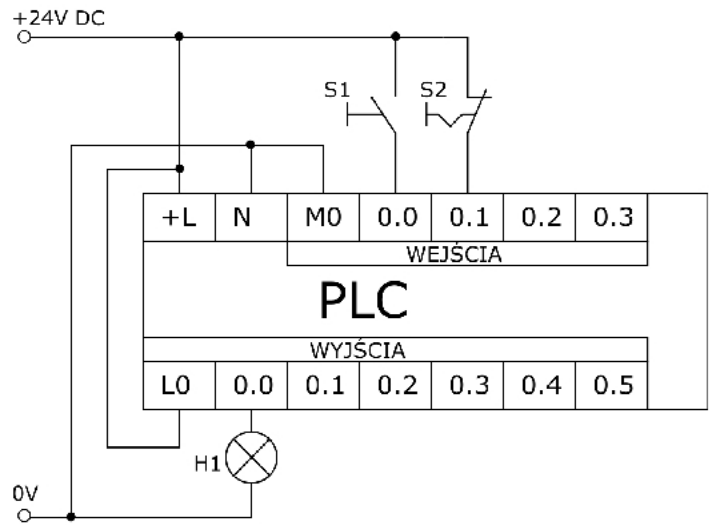 +24V DC
S1 S2
+L N M0 0.0 0.1 0.2 0.3
WEJŚCIA
PLC
WYJŚCIA
L0 0.0 0.1 0.2 0.3 0.4 0.5
H1
0V